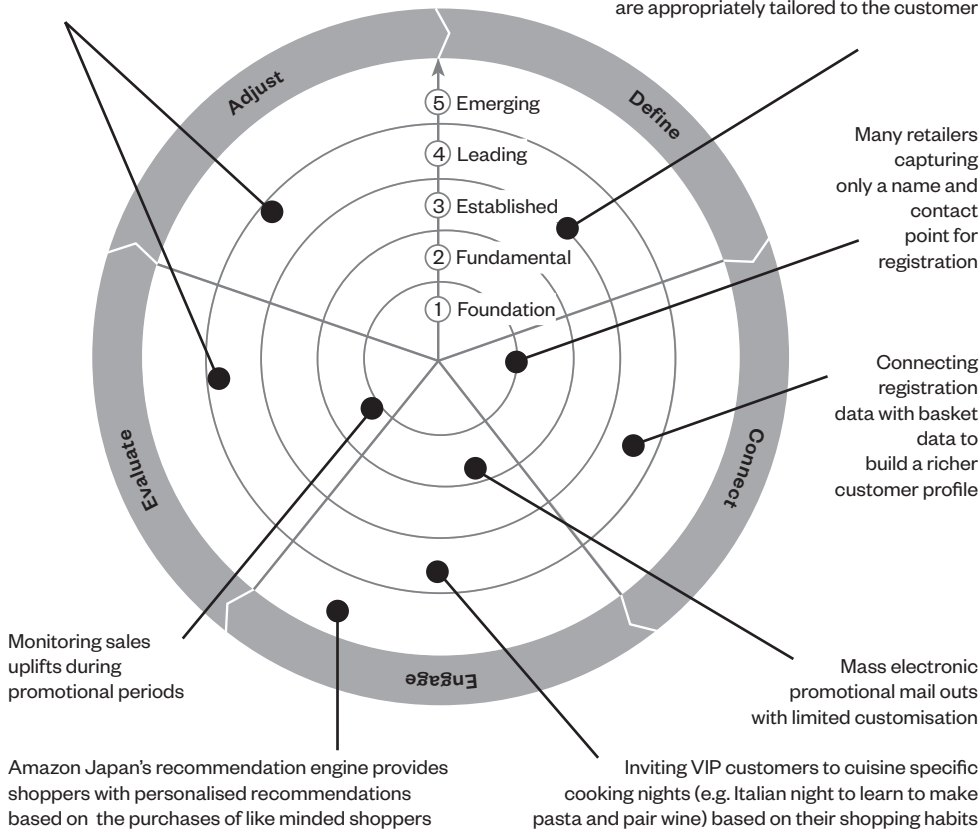 are appropriately tailored to the customer
Adjust
Define
5 Emerging
4 Leading
3 Established
2 Fundamental
1 Foundation
Many retailers
capturing
only a name and
contact
point for
registration
Connecting
registration
data with basket
data to
build a richer
customer profile
Connect
Evaluate
Engage
Monitoring sales
uplifts during
promotional periods
Mass electronic
promotional mail outs
with limited customisation
Amazon Japan's recommendation engine provides
shoppers with personalised recommendations
based on the purchases of like minded shoppers
Inviting VIP customers to cuisine specific
cooking nights (e.g. Italian night to learn to make
pasta and pair wine) based on their shopping habits